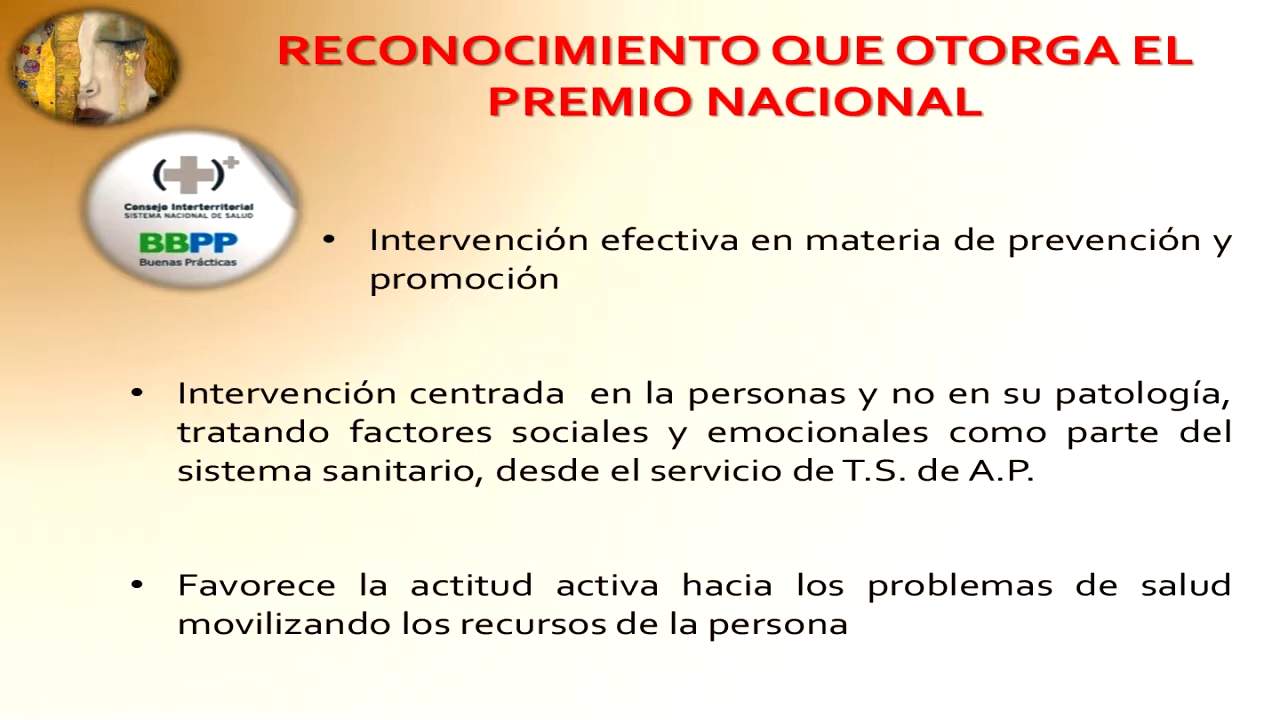 RECONOCIMIENTO QUE OTORGA EL
PREMIO NACIONAL
(+)+
Consejo Interterritorial
SISTEMA NACIONAL DE SALUD
BBPP
Buenas Prácticas
• Intervención efectiva en materia de prevención y
promoción
• Intervención centrada  en la personas y no en su patología,
tratando factores sociales y emocionales como parte del
sistema sanitario, desde el servicio de T.S. de A.P.
• Favorece la actitud activa hacia los problemas de salud
movilizando los recursos de la persona